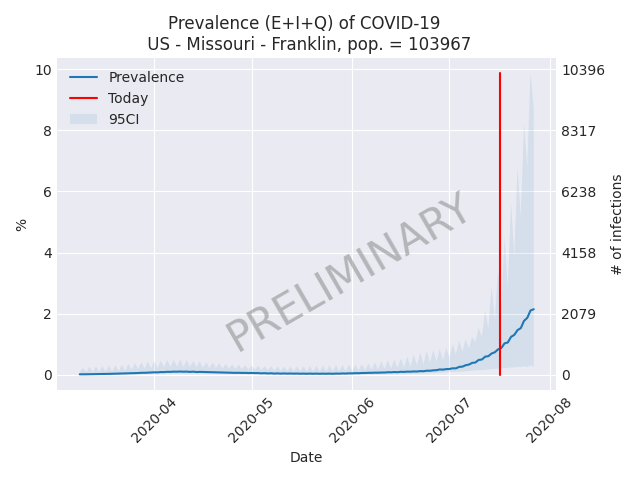 Prevalence (E+I+Q) of COVID-19
US - Missouri - Franklin, pop. = 103967
Prevalence
Today
95CI
10
8
6
4
2
0
%
10396
8317
6238
4158
2079
0
# of infections
PRELIMINARY
2020-04
2020-05
2020-06
2020-07
2020-08
Date